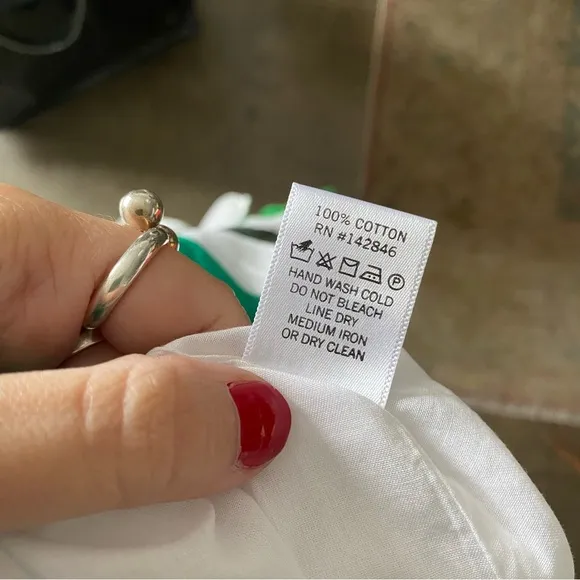 100% COTTON
RN #142846
P
HAND WASH COLD
DO NOT BLEACH
LINE DRY
MEDIUM IRON
OR DRY CLEAN